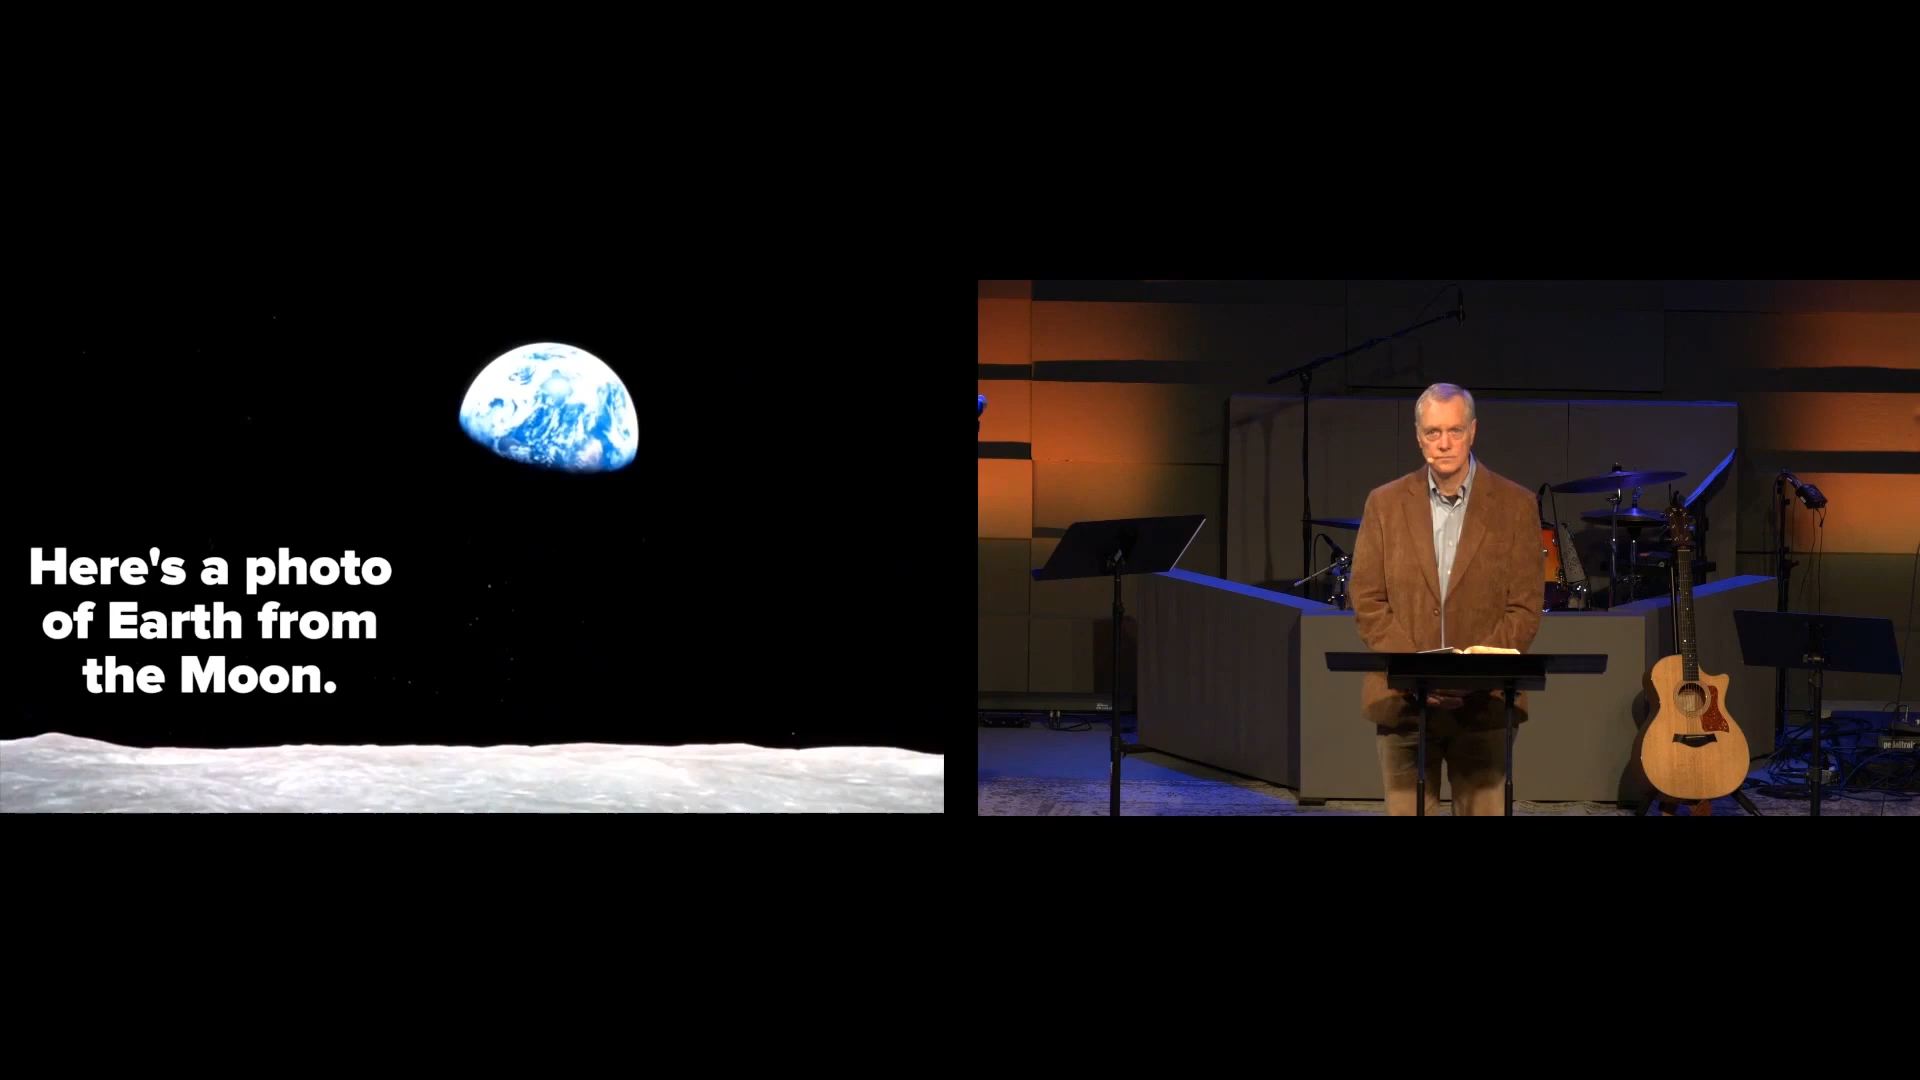 Here's a photo
of Earth from
the Moon.